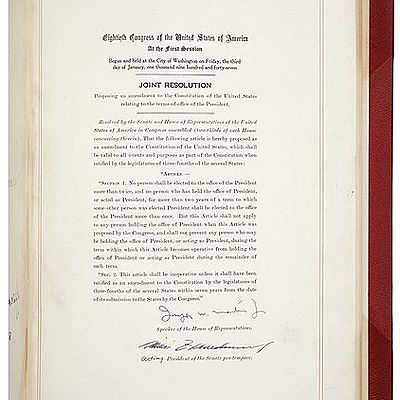 Eightieth Congress of the United States of America
At the First Session
Begun and held at the City of Washington on Friday, the third
day of January, one thousand nine hundred and forty-seven
JOINT RESOLUTION
Proposing an amendment to the Constitution of the United States
relating to the terms of office of the President.
Resolved by the Senate and House of Representatives of the United
States of America in Congress assembled (two-thirds of each House
concurring therein), That the following article is hereby proposed as
an amendment to the Constitution of the United States, which shall
be valid to all intents and purposes as part of the Constitution when
ratified by the legislatures of three-fourths of the several States:
"ARTICLE —
"SECTION 1. No person shall be elected to the office of the President
more than twice, and no person who has held the office of President,
or acted as President, for more than two years of a term to which
some other person was elected President shall be elected to the office
of the President more than once. But this Article shall not apply
to any person holding the office of President when this Article was
proposed by the Congress, and shall not prevent any person who may
be holding the office of President, or acting as President, during the
term within which this Article becomes operative from holding the
office of President or acting as President during the remainder of
such term.
"SEC. 2. This article shall be inoperative unless it shall have been
ratified as an amendment to the Constitution by the legislatures of
three-fourths of the several States within seven years from the date
of its submission to the States by the Congress."
Joseph W. Martin Jr
Speaker of the House of Representatives.
acting President of the Senate pro tempore.